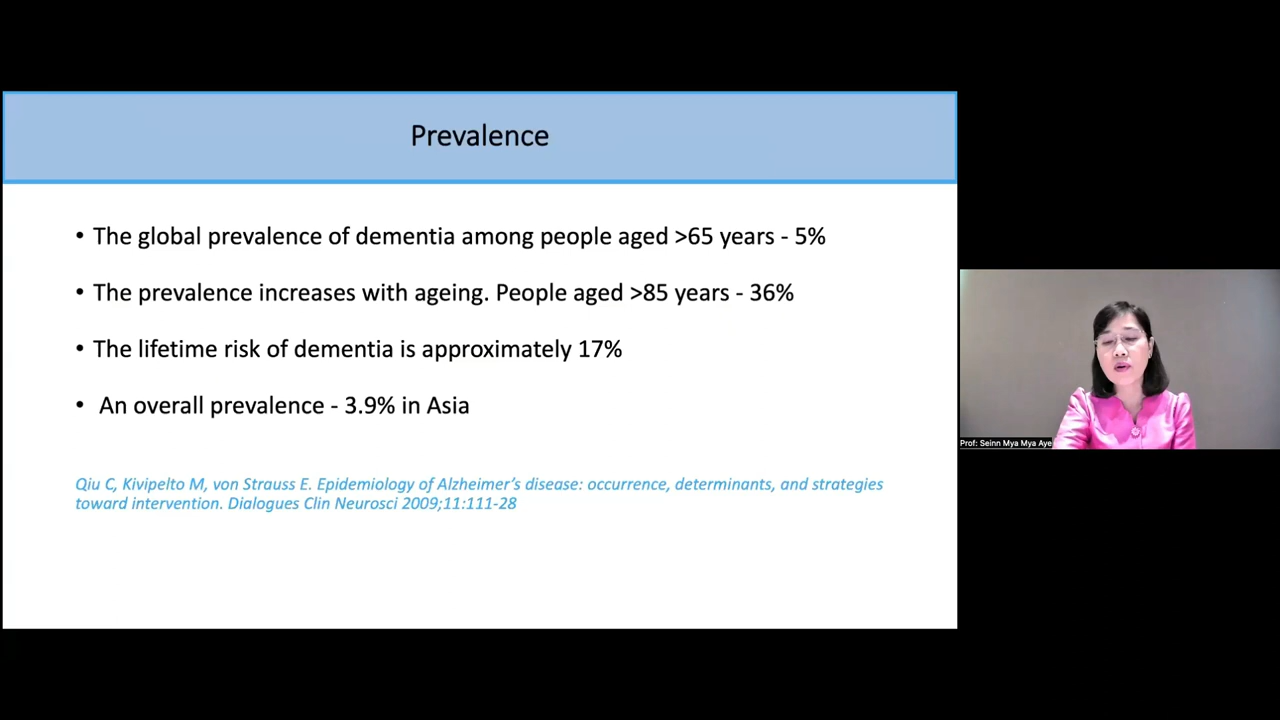 Prevalence
• The global prevalence of dementia among people aged >65 years - 5%
• The prevalence increases with ageing. People aged >85 years - 36%
• The lifetime risk of dementia is approximately 17%
• An overall prevalence - 3.9% in Asia
Qiu C, Kivipelto M, von Strauss E. Epidemiology of Alzheimer’s disease: occurrence, determinants, and strategies
toward intervention. Dialogues Clin Neurosci 2009;11:111-28
Prof: Seinn Mya Mya Aye